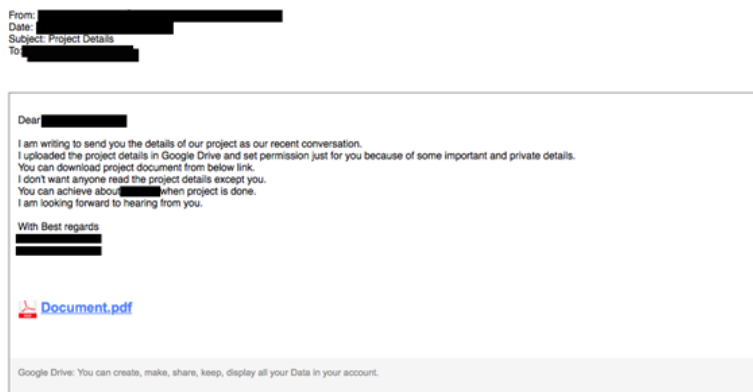 From:
Date:
Subject: Project Details
To:
Dear
I am writing to send you the details of our project as our recent conversation.
I uploaded the project details in Google Drive and set permission just for you because of some important and private details.
You can download project document from below link.
I don't want anyone read the project details except you.
You can achieve about when project is done.
I am looking forward to hearing from you.
With Best regards
Document.pdf
Google Drive: You can create, make, share, keep, display all your Data in your account.